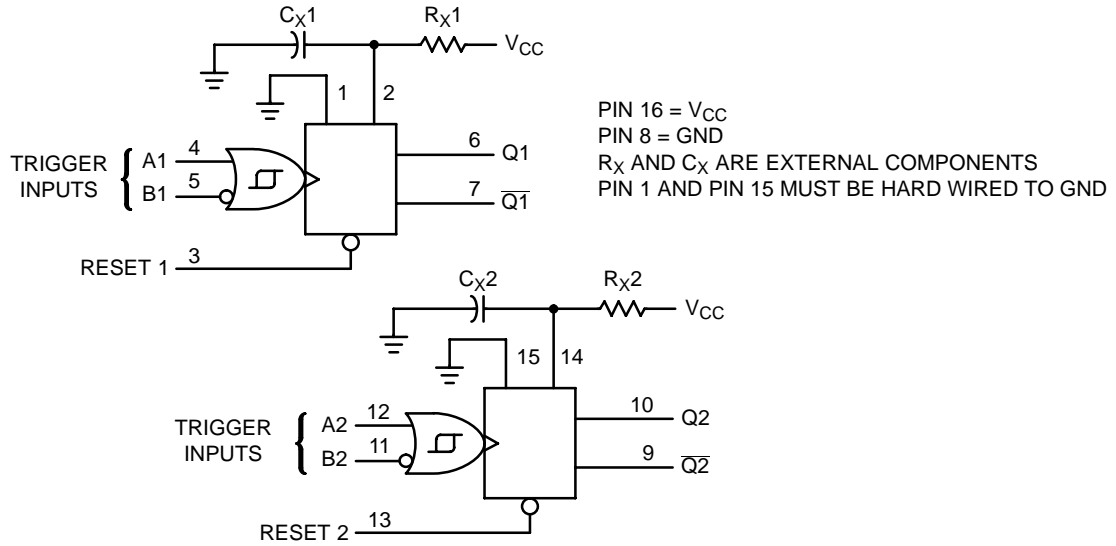 CX1
RX1
VCC
1
2
TRIGGER
INPUTS
A1
4
B1
5
6
Q1
7
Q1
RESET 1
3
PIN 16 = VCC
PIN 8 = GND
RX AND CX ARE EXTERNAL COMPONENTS
PIN 1 AND PIN 15 MUST BE HARD WIRED TO GND
CX2
RX2
VCC
15
14
TRIGGER
INPUTS
A2
12
B2
11
10
Q2
9
Q2
RESET 2
13